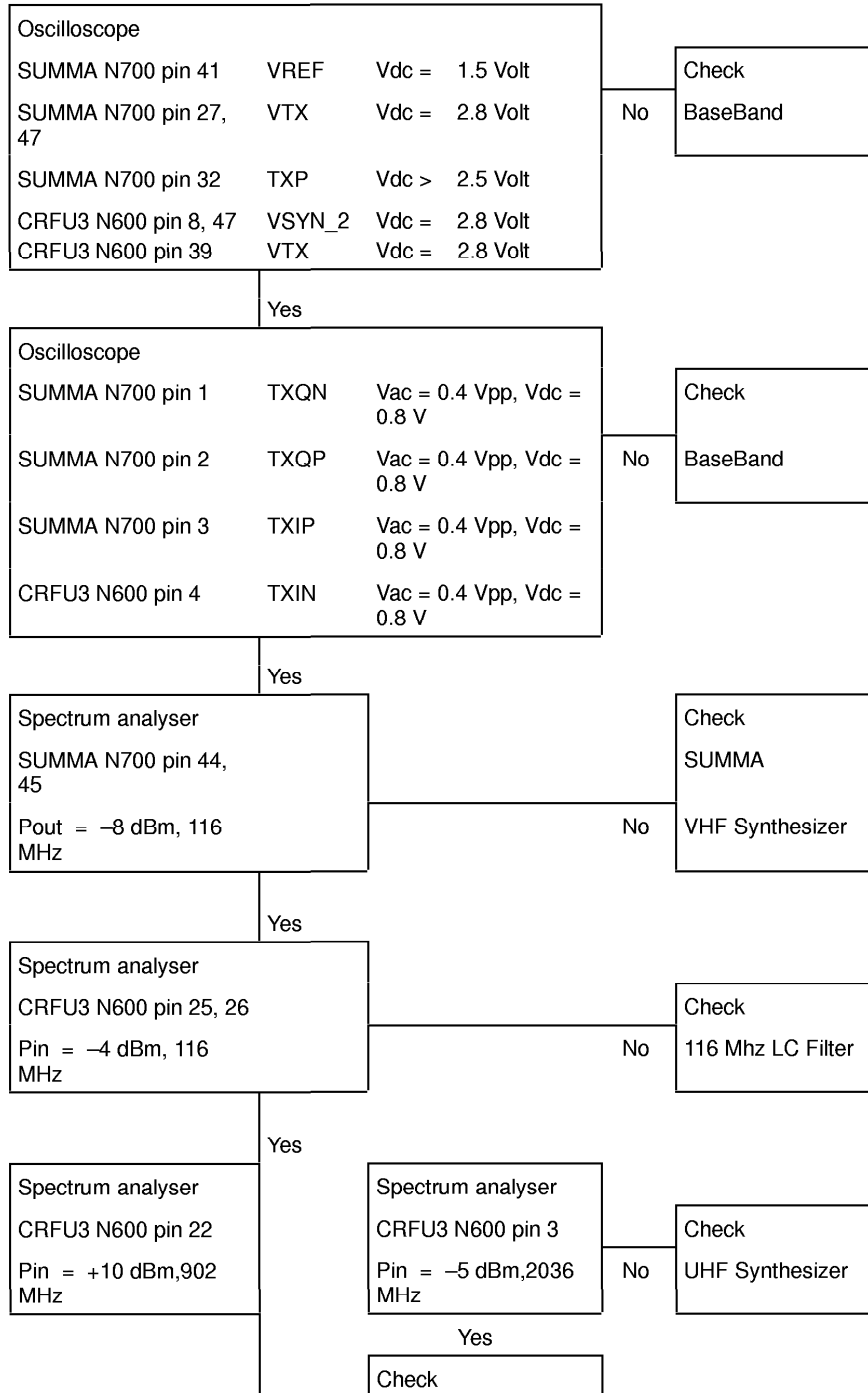 Oscilloscope
SUMMA N700 pin 41 VREF Vdc = 1.5 Volt
SUMMA N700 pin 27, 47 VTX Vdc = 2.8 Volt
SUMMA N700 pin 32 TXP Vdc > 2.5 Volt
CRFU3 N600 pin 8, 47 VSYN_2 Vdc = 2.8 Volt
CRFU3 N600 pin 39 VTX Vdc = 2.8 Volt
No
Check
BaseBand
Yes
Oscilloscope
SUMMA N700 pin 1 TXQN Vac = 0.4 Vpp, Vdc =
0.8 V
SUMMA N700 pin 2 TXQP Vac = 0.4 Vpp, Vdc =
0.8 V
SUMMA N700 pin 3 TXIP Vac = 0.4 Vpp, Vdc =
0.8 V
CRFU3 N600 pin 4 TXIN Vac = 0.4 Vpp, Vdc =
0.8 V
No
Check
BaseBand
Yes
Spectrum analyser
SUMMA N700 pin 44,
45
Pout = –8 dBm, 116
MHz
No
Check
SUMMA
VHF Synthesizer
Yes
Spectrum analyser
CRFU3 N600 pin 25, 26
Pin = –4 dBm, 116
MHz
No
Check
116 Mhz LC Filter
Yes
Spectrum analyser
CRFU3 N600 pin 22
Pin = +10 dBm,902
MHz
Spectrum analyser
CRFU3 N600 pin 3
Pin = –5 dBm,2036
MHz
No
Check
UHF Synthesizer
Yes
Check